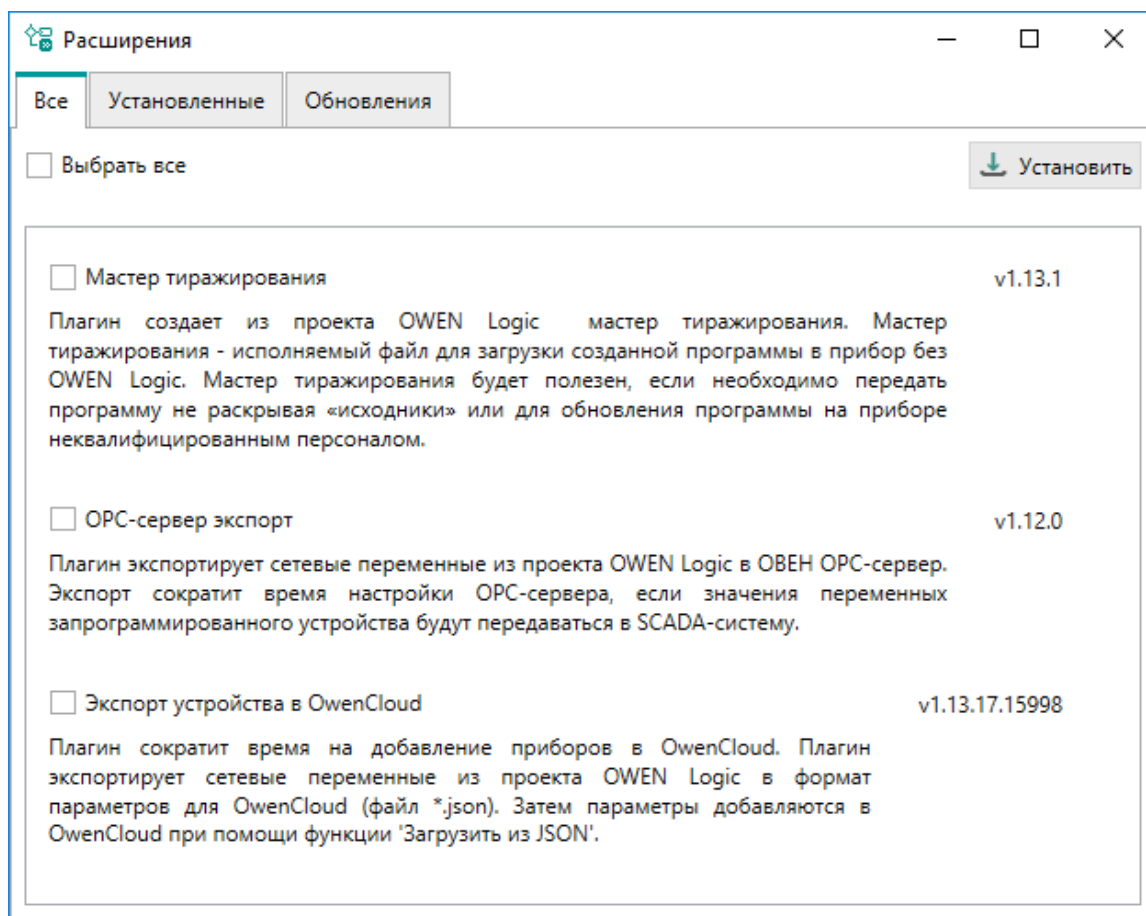 Расширения
Все Установленные Обновления
Выбрать все Установить
Мастер тиражирования v1.13.1
Плагин создает из проекта OWEN Logic мастер тиражирования. Мастер
тиражирования - исполняемый файл для загрузки созданной программы в прибор без
OWEN Logic. Мастер тиражирования будет полезен, если необходимо передать
программу не раскрывая «исходники» или для обновления программы на приборе
неквалифицированным персоналом.
OPC-сервер экспорт v1.12.0
Плагин экспортирует сетевые переменные из проекта OWEN Logic в ОВЕН OPC-сервер.
Экспорт сократит время настройки OPC-сервера, если значения переменных
запрограммированного устройства будут передаваться в SCADA-систему.
Экспорт устройства в OwenCloud v1.13.17.15998
Плагин сократит время на добавление приборов в OwenCloud. Плагин
экспортирует сетевые переменные из проекта OWEN Logic в формат
параметров для OwenCloud (файл *.json). Затем параметры добавляются в
OwenCloud при помощи функции 'Загрузить из JSON'.